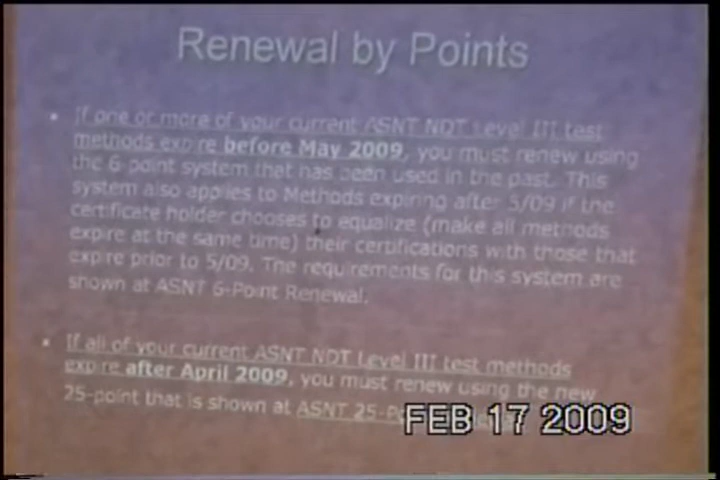 Renewal by Points
• If one or more of your current ASNT NDT Level III test
methods expire before May 2009, you must renew using
the 6-point system that has been used in the past. This
system also applies to Methods expiring after 5/09 if the
certificate holder chooses to equalize (make all methods
expire at the same time) their certifications with those that
expire prior to 5/09. The requirements for this system are
shown at ASNT 6-Point Renewal.
• If all of your current ASNT NDT Level III test methods
expire after April 2009, you must renew using the new
25-point that is shown at ASNT 25-P
FEB 17 2009